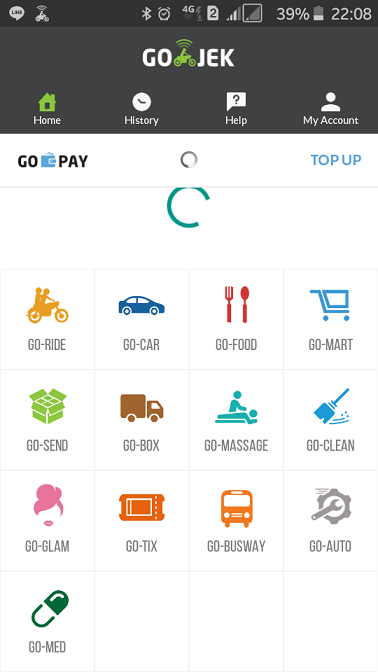 LINE 4G 2 39% 22:08
GO JEK
Home History Help My Account
GO PAY TOP UP
GO-RIDE GO-CAR GO-FOOD GO-MART
GO-SEND GO-BOX GO-MASSAGE GO-CLEAN
GO-GLAM GO-TIX GO-BUSWAY GO-AUTO
GO-MED